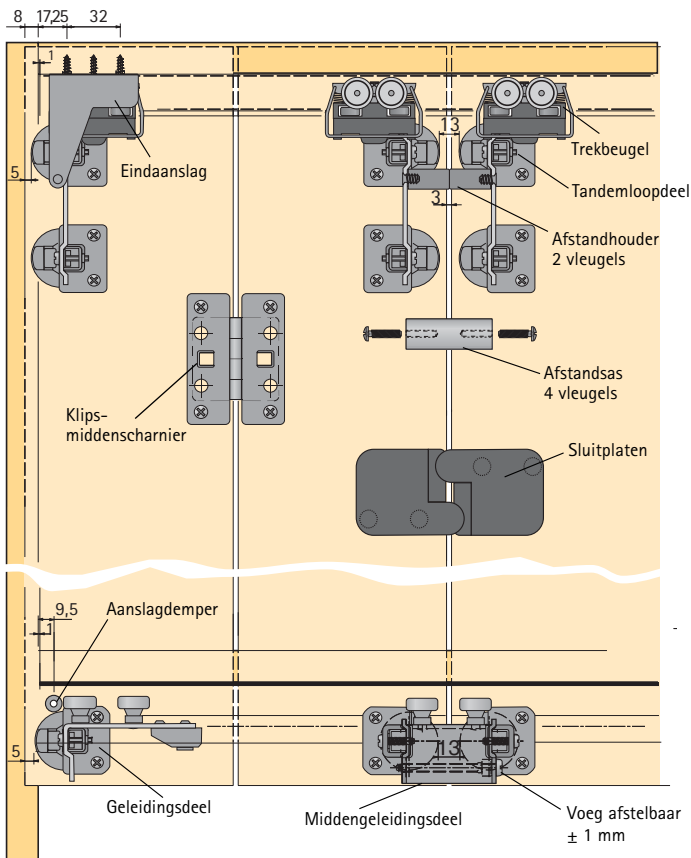 8 17,25 32
1
Eindaanslag
5
13
Trekbeugel
Tandemloopdeel
3
Afstandhouder
2 vleugels
Klips-
middenscharnier
Afstandsas
4 vleugels
Sluitplaten
9,5
Aanslagdemper
1
-
5
13
Geleidingsdeel
Middengeleidingsdeel
Voeg afstelbaar
± 1 mm